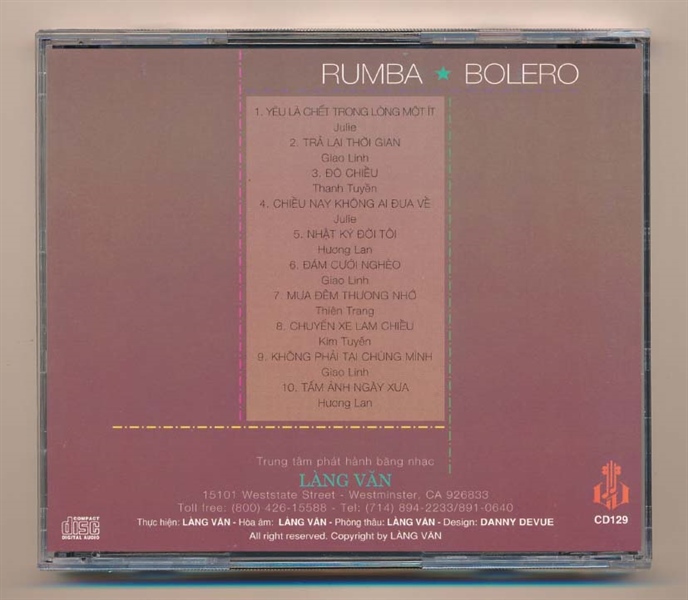 RUMBA ★ BOLERO
1. YÊU LÀ CHẾT TRONG LÒNG MỘT ÍT
Julie
2. TRẢ LẠI THỜI GIAN
Giao Linh
3. ĐÒ CHIỀU
Thanh Tuyền
4. CHIỀU NAY KHÔNG AI ĐƯA VỀ
Julie
5. NHẬT KÝ ĐỜI TÔI
Hương Lan
6. ĐÁM CƯỚI NGHÈO
Giao Linh
7. MƯA ĐÊM THƯƠNG NHỚ
Thiên Trang
8. CHUYẾN XE LAM CHIỀU
Kim Tuyến
9. KHÔNG PHẢI TẠI CHÚNG MÌNH
Giao Linh
10. TẤM ẢNH NGÀY XƯA
Hương Lan
Trung tâm phát hành băng nhạc
LÀNG VĂN
15101 Weststate Street - Westminster, CA 926833
Toll free: (800) 426-15588 - Tel: (714) 894-2233/891-0640
Thực hiện: LÀNG VĂN - Hòa âm: LÀNG VĂN - Phòng thâu: LÀNG VĂN - Design: DANNY DEVUE
All right reserved. Copyright by LÀNG VĂN
COMPACT
disc
DIGITAL AUDIO
CD129